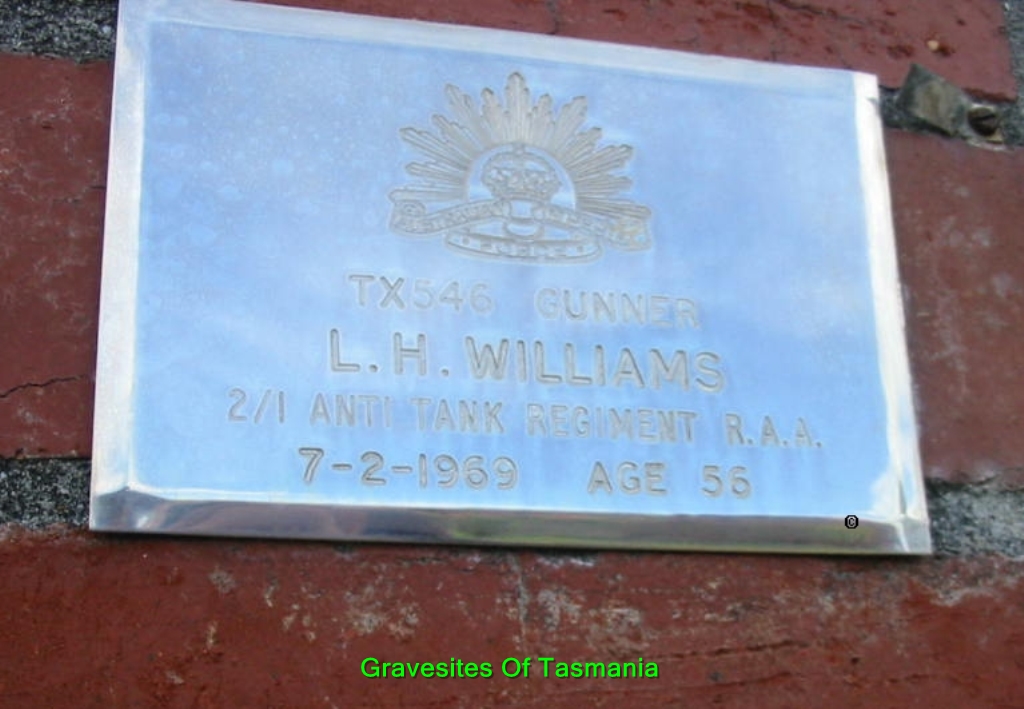 TX546 GUNNER
L.H. WILLIAMS
2/1 ANTI TANK REGIMENT R.A.A.
7-2-1969 AGE 56
©
Gravesites Of Tasmania